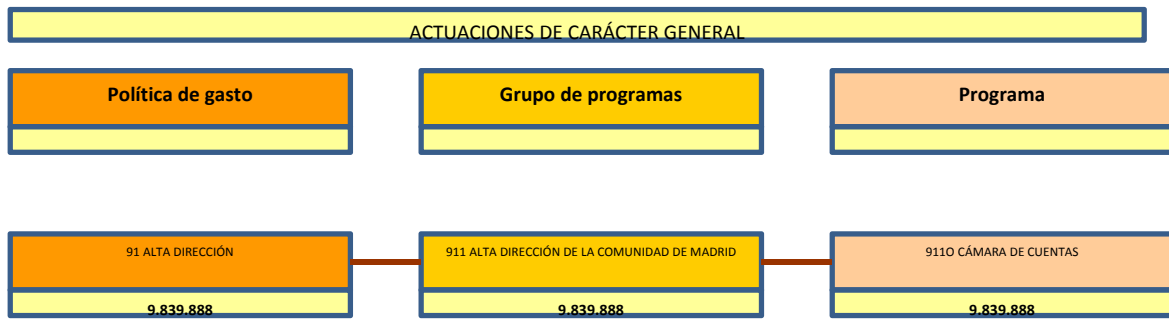 ACTUACIONES DE CARÁCTER GENERAL
Política de gasto
Grupo de programas
Programa
91 ALTA DIRECCIÓN
911 ALTA DIRECCIÓN DE LA COMUNIDAD DE MADRID
911O CÁMARA DE CUENTAS
9.839.888
9.839.888
9.839.888